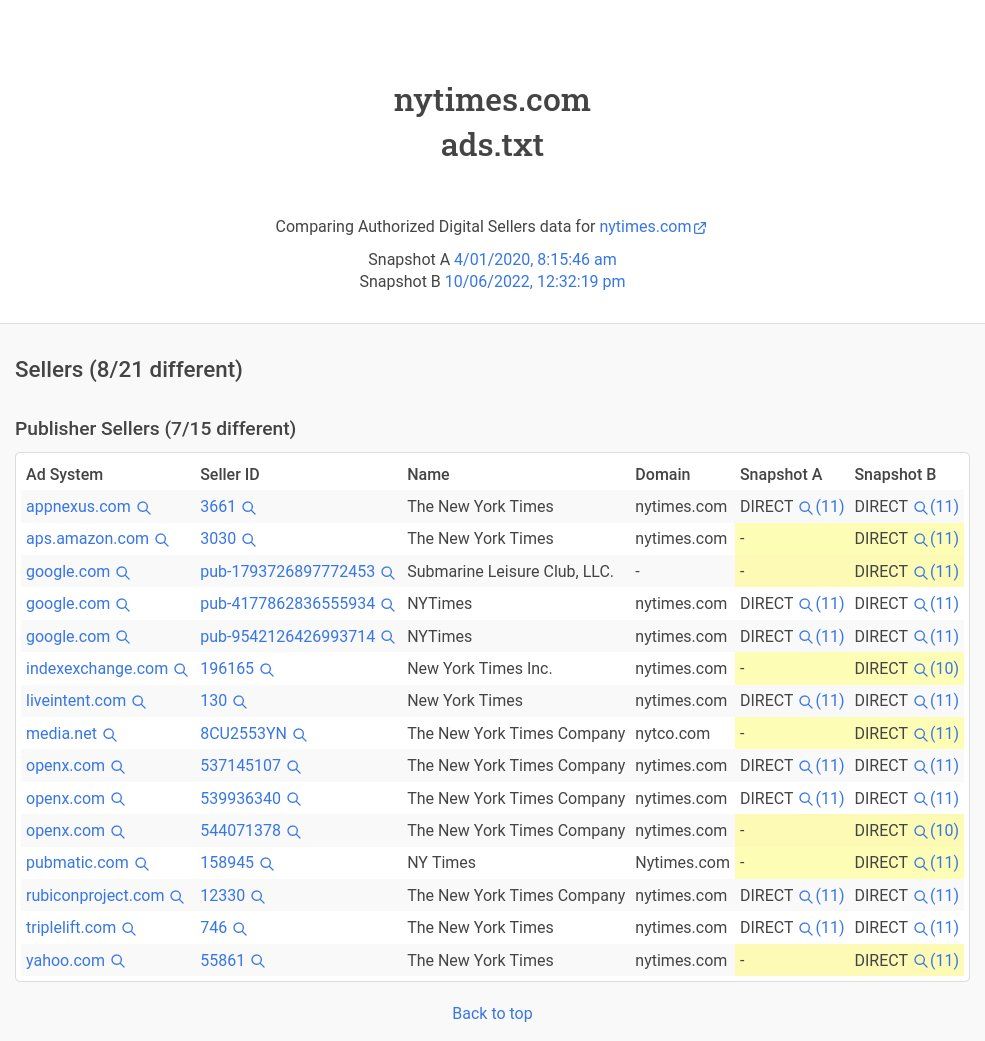 nytimes.com
ads.txt
Comparing Authorized Digital Sellers data for nytimes.com
Snapshot A 4/01/2020, 8:15:46 am
Snapshot B 10/06/2022, 12:32:19 pm
Sellers (8/21 different)
Publisher Sellers (7/15 different)
Ad System Seller ID Name Domain Snapshot A Snapshot B
appnexus.com 3661 The New York Times nytimes.com DIRECT (11) DIRECT (11)
aps.amazon.com 3030 The New York Times nytimes.com - DIRECT (11)
google.com pub-1793726897772453 Submarine Leisure Club, LLC. - - DIRECT (11)
google.com pub-4177862836555934 NYTimes nytimes.com DIRECT (11) DIRECT (11)
google.com pub-9542126426993714 NYTimes nytimes.com DIRECT (11) DIRECT (11)
indexexchange.com 196165 New York Times Inc. nytimes.com - DIRECT (10)
liveintent.com 130 New York Times nytimes.com DIRECT (11) DIRECT (11)
media.net 8CU2553YN The New York Times Company nytco.com - DIRECT (11)
openx.com 537145107 The New York Times Company nytimes.com DIRECT (11) DIRECT (11)
openx.com 539936340 The New York Times Company nytimes.com DIRECT (11) DIRECT (11)
openx.com 544071378 The New York Times Company nytimes.com - DIRECT (10)
pubmatic.com 158945 NY Times Nytimes.com - DIRECT (11)
rubiconproject.com 12330 The New York Times Company nytimes.com DIRECT (11) DIRECT (11)
triplelift.com 746 The New York Times nytimes.com DIRECT (11) DIRECT (11)
yahoo.com 55861 The New York Times nytimes.com - DIRECT (11)
Back to top